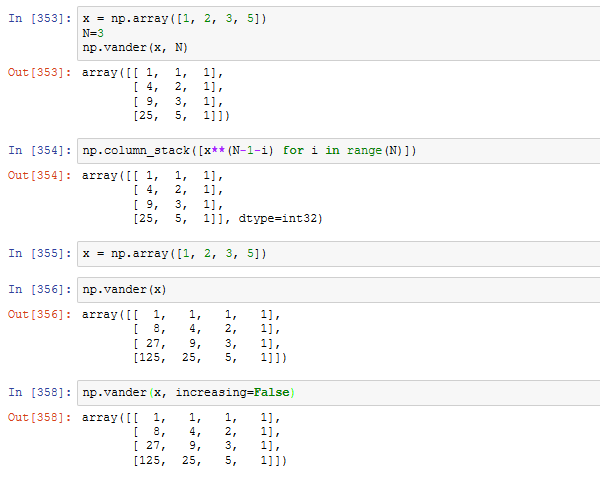 In [353]: x = np.array([1, 2, 3, 5])
N=3
np.vander(x, N)
Out[353]: array([[ 1,  1,  1],
[ 4,  2,  1],
[ 9,  3,  1],
[25,  5,  1]])
In [354]: np.column_stack([x**(N-1-i) for i in range(N)])
Out[354]: array([[ 1,  1,  1],
[ 4,  2,  1],
[ 9,  3,  1],
[25,  5,  1]], dtype=int32)
In [355]: x = np.array([1, 2, 3, 5])
In [356]: np.vander(x)
Out[356]: array([[  1,   1,   1,   1],
[  8,   4,   2,   1],
[ 27,   9,   3,   1],
[125,  25,   5,   1]])
In [358]: np.vander(x, increasing=False)
Out[358]: array([[  1,   1,   1,   1],
[  8,   4,   2,   1],
[ 27,   9,   3,   1],
[125,  25,   5,   1]])